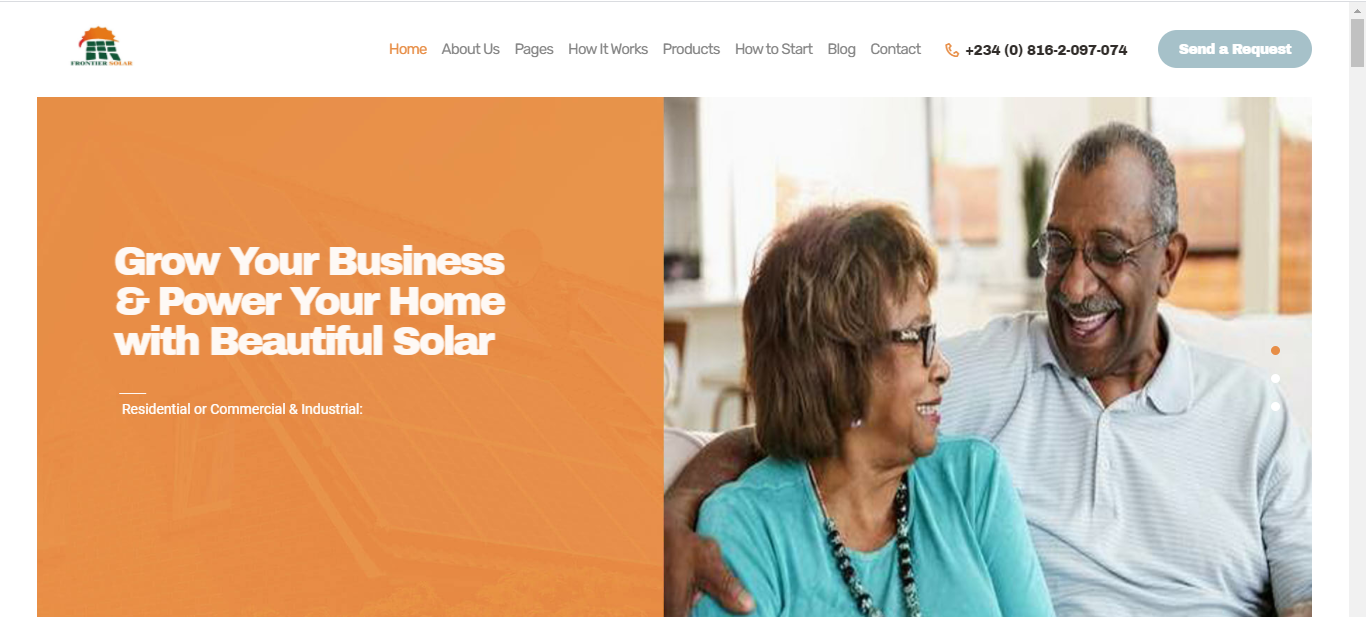 FRONTIER SOLAR
Home About Us Pages How It Works Products How to Start Blog Contact +234 (0) 816-2-097-074 Send a Request
Grow Your Business
& Power Your Home
with Beautiful Solar
Residential or Commercial & Industrial: